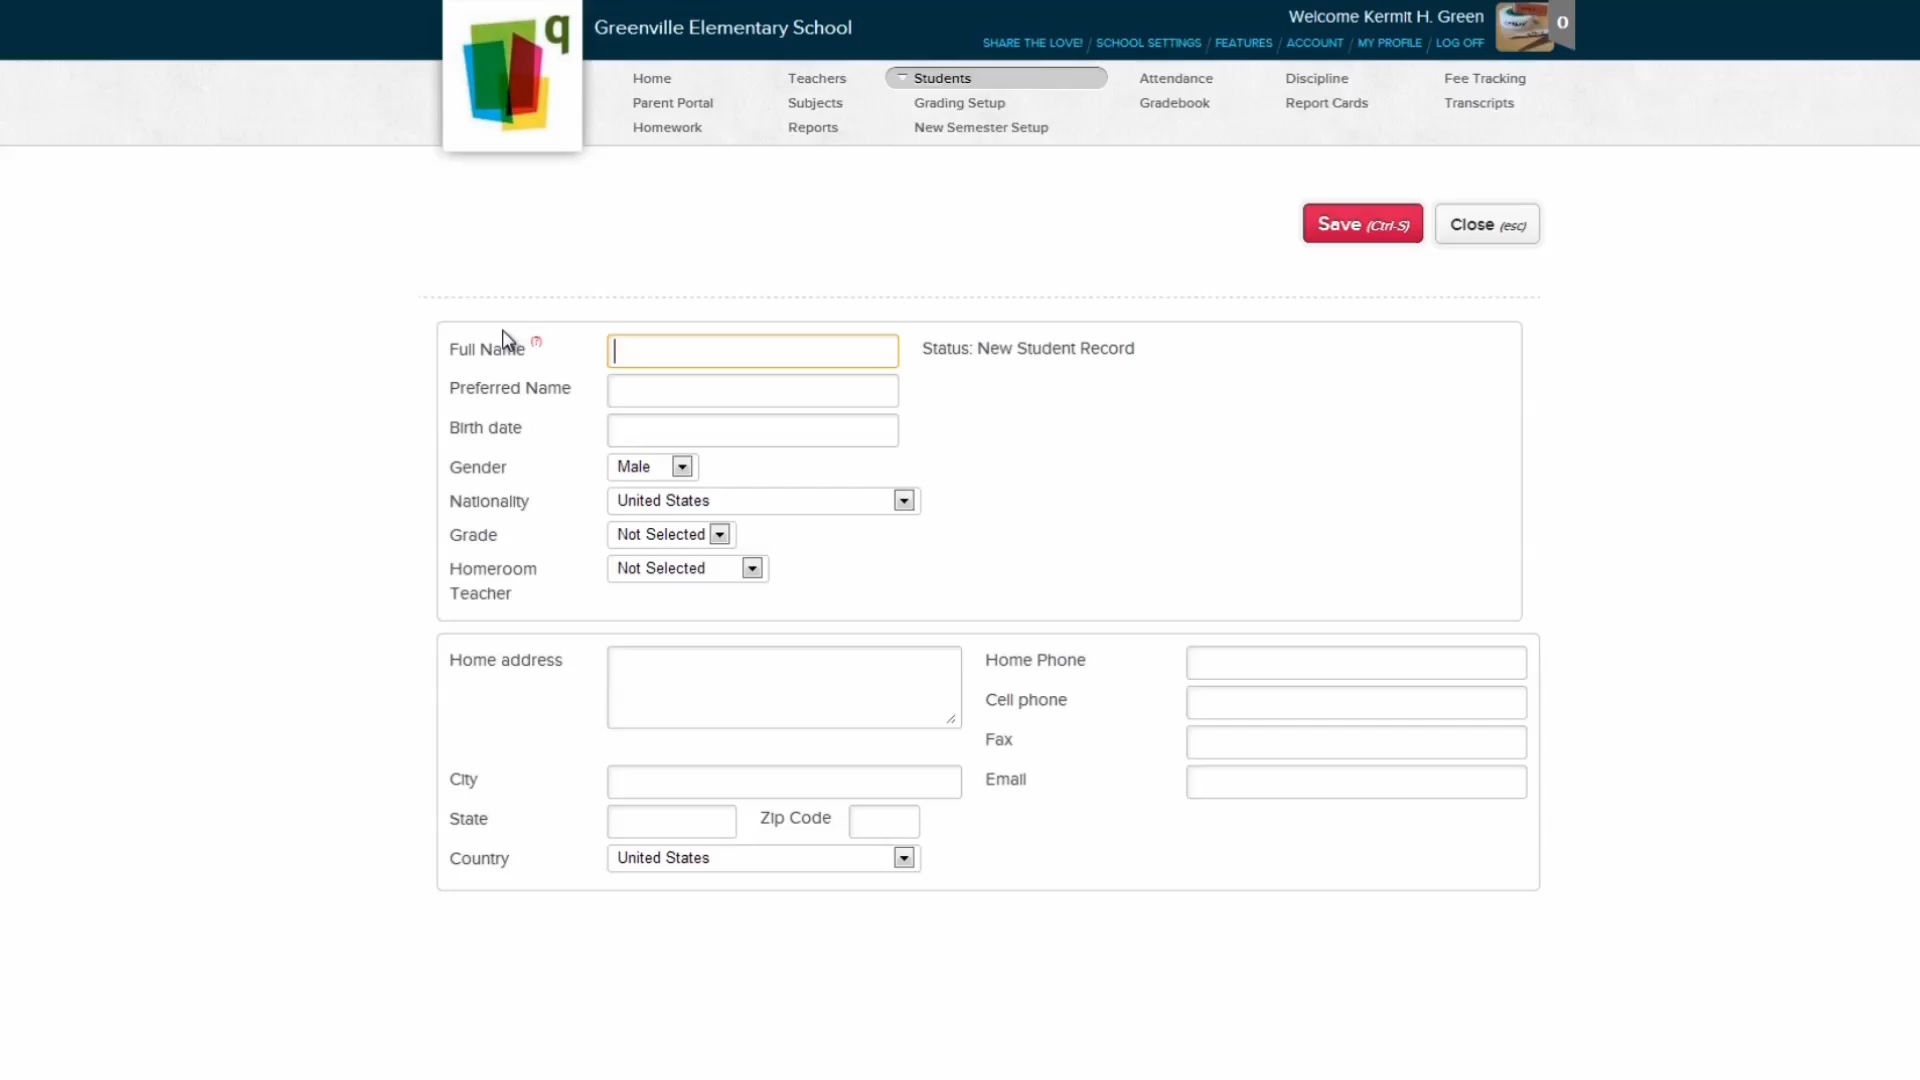 q
Greenville Elementary School
Welcome Kermit H. Green
0
SHARE THE LOVE! / SCHOOL SETTINGS / FEATURES / ACCOUNT / MY PROFILE / LOG OFF
Home Teachers Students Attendance Discipline Fee Tracking
Parent Portal Subjects Grading Setup Gradebook Report Cards Transcripts
Homework Reports New Semester Setup
Save (Ctrl-S) Close (esc)
Full Name (?) Status: New Student Record
Preferred Name
Birth date
Gender Male
Nationality United States
Grade Not Selected
Homeroom Not Selected
Teacher
Home address Home Phone
Cell phone
Fax
City Email
State Zip Code
Country United States